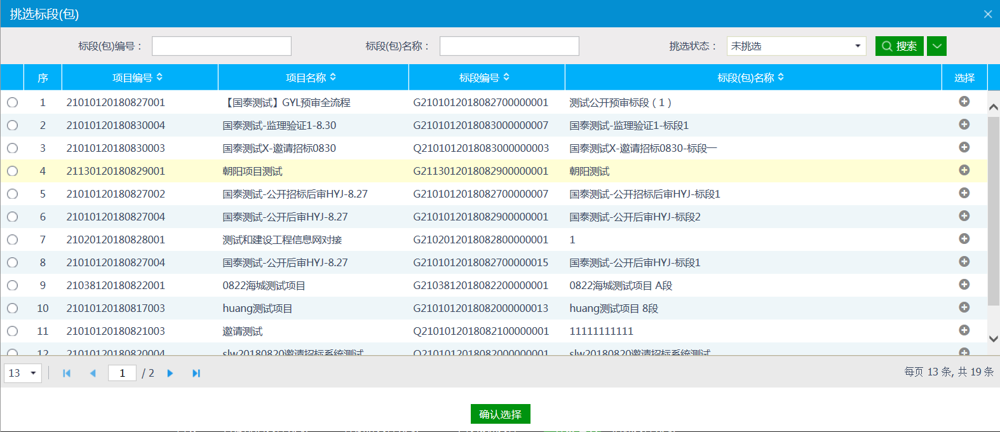 挑选标段(包)
标段(包)编号： 标段(包)名称： 挑选状态： 未挑选 搜索
序 项目编号 项目名称 标段编号 标段(包)名称 选择
1 21010120180827001 【国泰测试】GYL预审全流程 G2101012018082700000001 测试公开预审标段（1）
2 21010120180830004 国泰测试-监理验证1-8.30 G2101012018083000000007 国泰测试-监理验证1-标段1
3 21010120180830003 国泰测试X-邀请招标0830 Q2101012018083000000003 国泰测试X-邀请招标0830-标段一
4 21130120180829001 朝阳项目测试 G2113012018082900000001 朝阳测试
5 21010120180827002 国泰测试-公开招标后审HYJ-8.27 G2101012018082700000007 国泰测试-公开招标后审HYJ-标段1
6 21010120180827004 国泰测试-公开后审HYJ-8.27 G2101012018082900000001 国泰测试-公开后审HYJ-标段2
7 21020120180828001 测试和建设工程信息网对接 G2102012018082800000001 1
8 21010120180827004 国泰测试-公开后审HYJ-8.27 G2101012018082700000015 国泰测试-公开后审HYJ-标段1
9 21038120180822001 0822海城测试项目 G2103812018082200000001 0822海城测试项目 A段
10 21010120180817003 huang测试项目 G2101012018082000000013 huang测试项目 8段
11 21010120180821003 邀请测试 Q2101012018082100000001 11111111111
12 21010120180820004 slw20180820邀请招标系统测试 Q2101012018082000000001 slw20180820邀请招标系统测试
13 1 / 2 每页 13 条, 共 19 条
确认选择